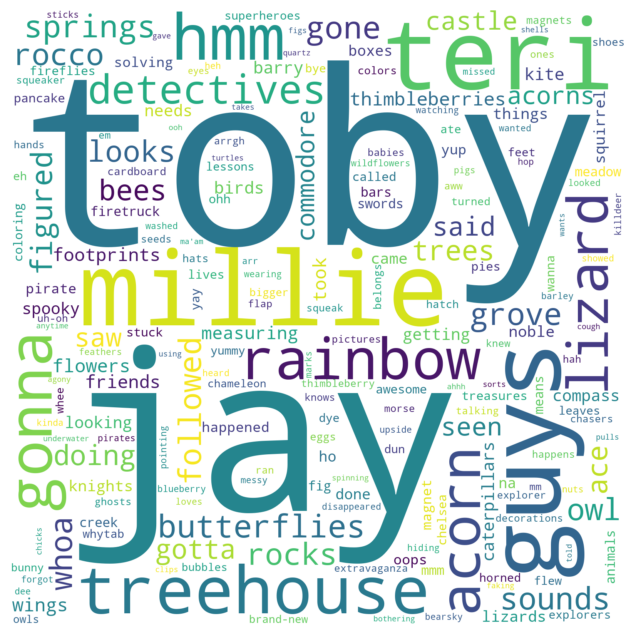 sticks
superheroes
magnets
figs
shells
springs
hmm
gone
castle
gave
quartz
ones
shoes
rocco
solving
boxes
teri
fireflies
barry
beh
bye
colors
missed
squeaker
eyes
kite
detectives
pancake
needs
takes
watching
thimbleberries
acorns
squirrel
toby
em
ooh
ate
things
wanted
hands
arrgh
babies
yup
feet
hop
looks
cardboard
turtles
wildflowers
commodore
eh
lessons
called
pigs
meadow
bees
birds
bars
aww
looked
coloring
figured
firetruck
ohh
swords
turned
killdeer
washed
said
wants
seeds
ma'am
footprints
hats
arr
came
trees
showed
millie
lives
wearing
took
pies
wanna
pirate
bigger
belongs
hatch
barley
lizard
yay
flap
spooky
squeak
grove
noble
uh-oh
stuck
measuring
getting
knew
cough
anytime
saw
yummy
pictures
hah
feathers
using
rainbow
flowers
heard
marks
thimbleberry
ahhh
sorts
agony
friends
chameleon
treasures
compass
gonna
whee
knows
awesome
means
leaves
whose
followed
jay
guys
looking
happened
dye
morse
upside
seen
talking
chasers
kinda
eggs
doing
pointing
ho
dun
happens
pulls
underwater
ran
magnet
acorn
caterpillars
ace
pirates
messy
fig
spinning
chelsea
knights
blueberry
done
disappeared
na
mm
nuts
ghosts
loves
explorer
creek
butterflies
decorations
owl
whoa
whytab
gotta
rocks
oops
hiding
told
animals
chicks
bubbles
mmm
horned
flew
bunny
extravaganza
forgot
clips
treehouse
sounds
faking
dee
wings
bearsky
lizards
explorers
owls
brand-new
bothering